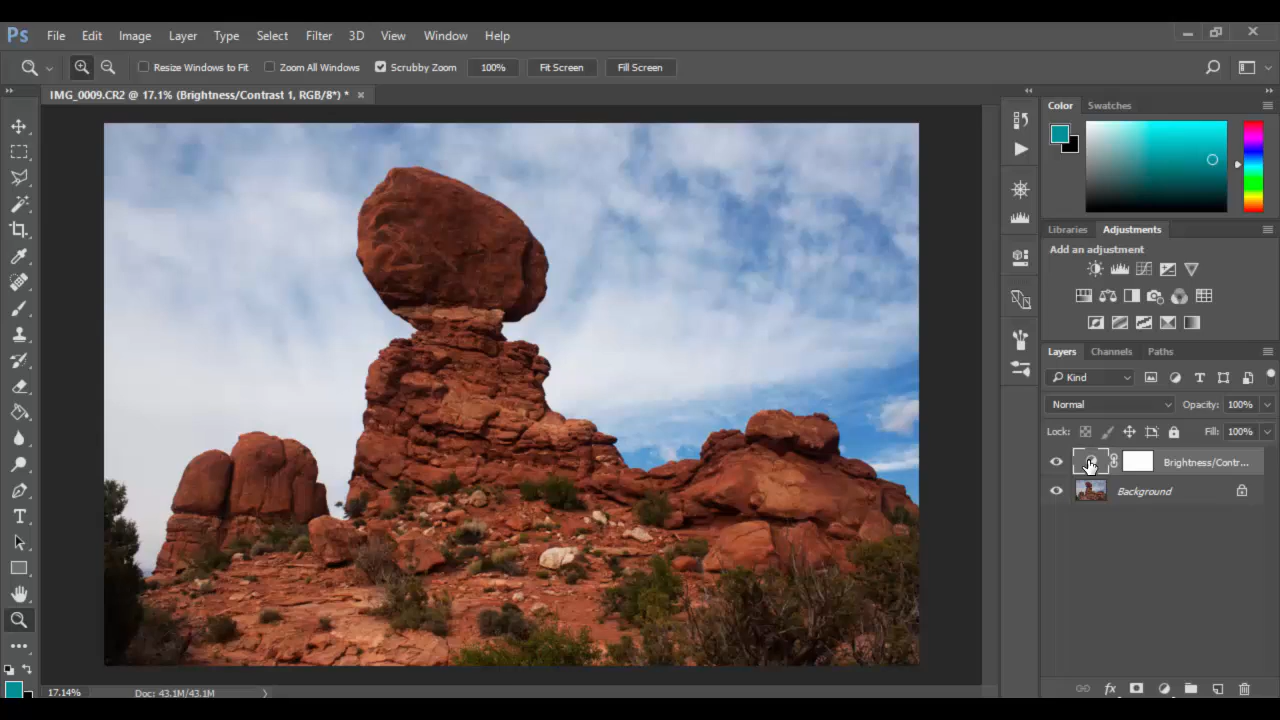 Ps File Edit Image Layer Type Select Filter 3D View Window Help
Resize Windows to Fit Zoom All Windows Scrubby Zoom 100% Fit Screen Fill Screen
IMG_0009.CR2 @ 17.1% (Brightness/Contrast 1, RGB/8*) * ×
Color Swatches
Libraries Adjustments
Add an adjustment
Layers Channels Paths
Kind
Normal Opacity: 100%
Lock: Fill: 100%
Brightness/Contr...
Background
17.14% Doc: 43.1M/43.1M